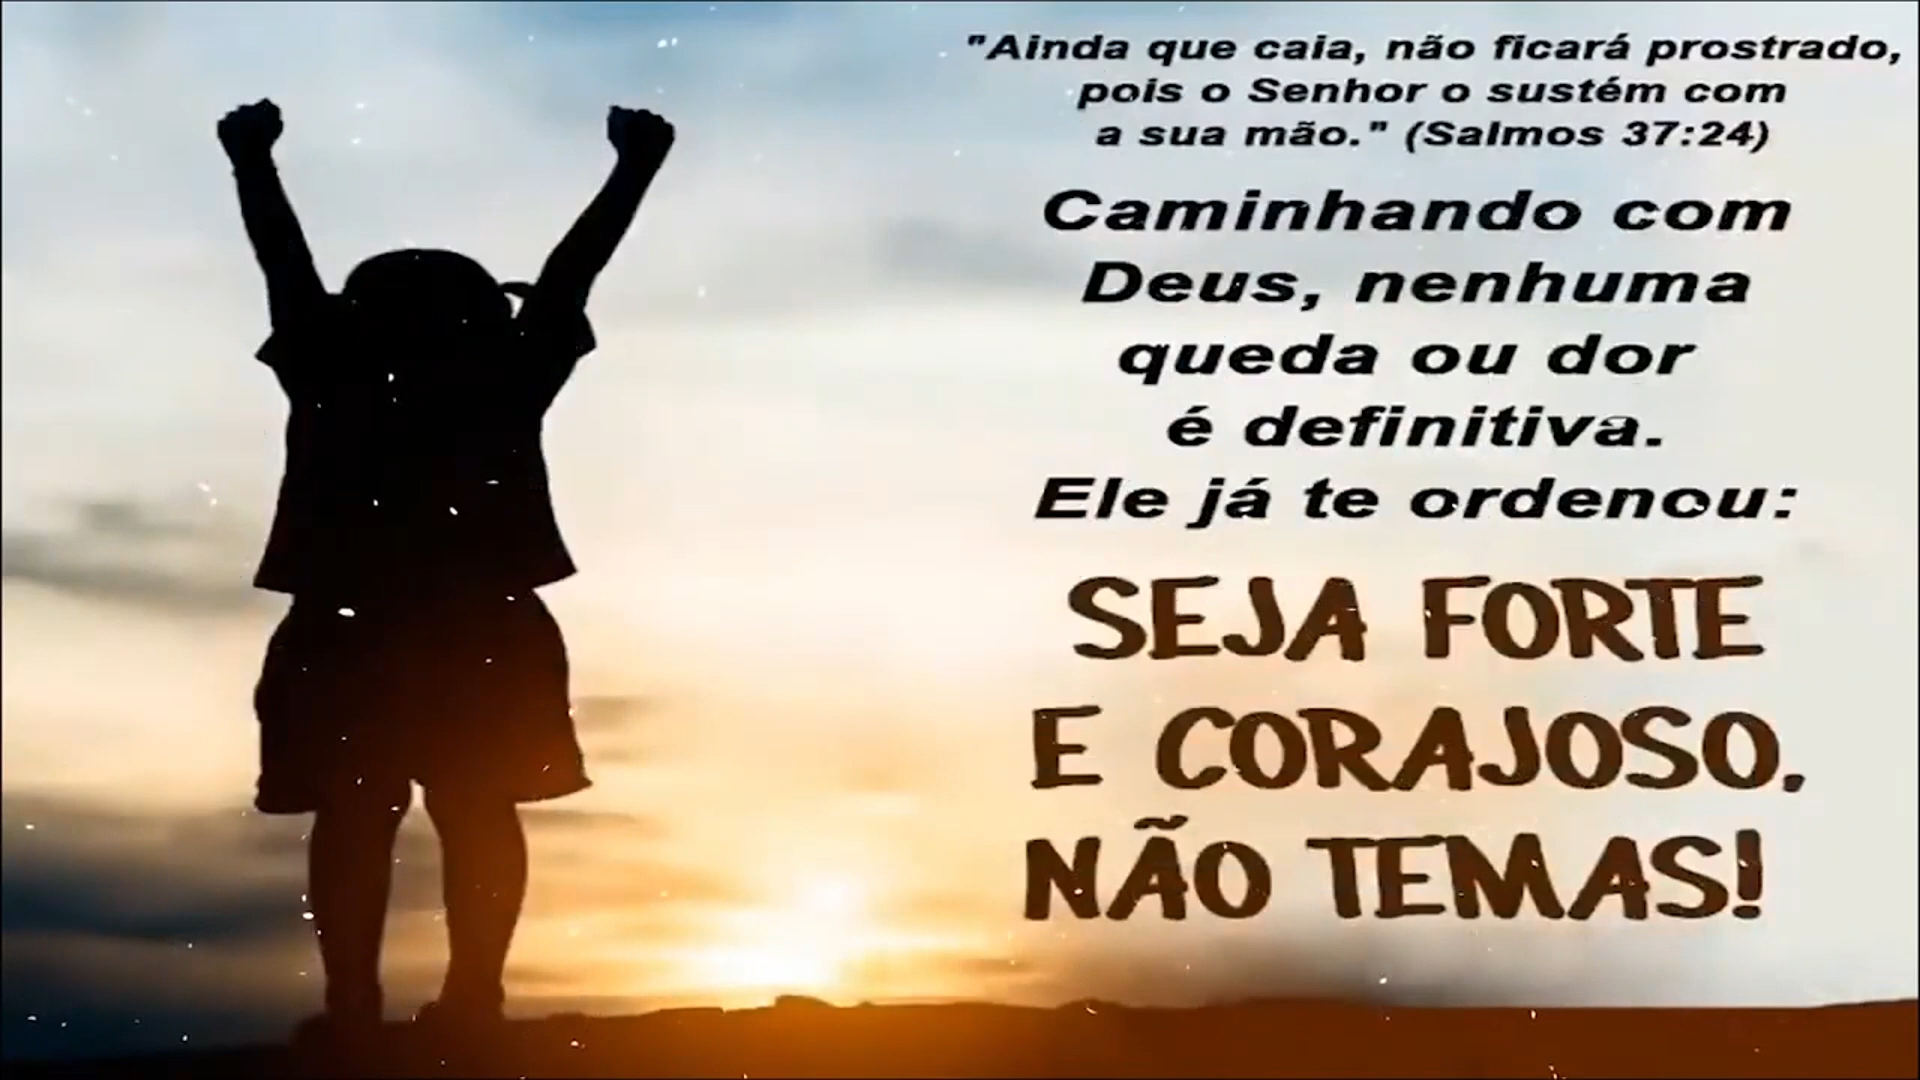 "Ainda que caia, não ficará prostrado,
pois o Senhor o sustém com
a sua mão." (Salmos 37:24)
Caminhando com
Deus, nenhuma
queda ou dor
é definitiva.
Ele já te ordenou:
SEJA FORTE
E CORAJOSO.
NÃO TEMAS!